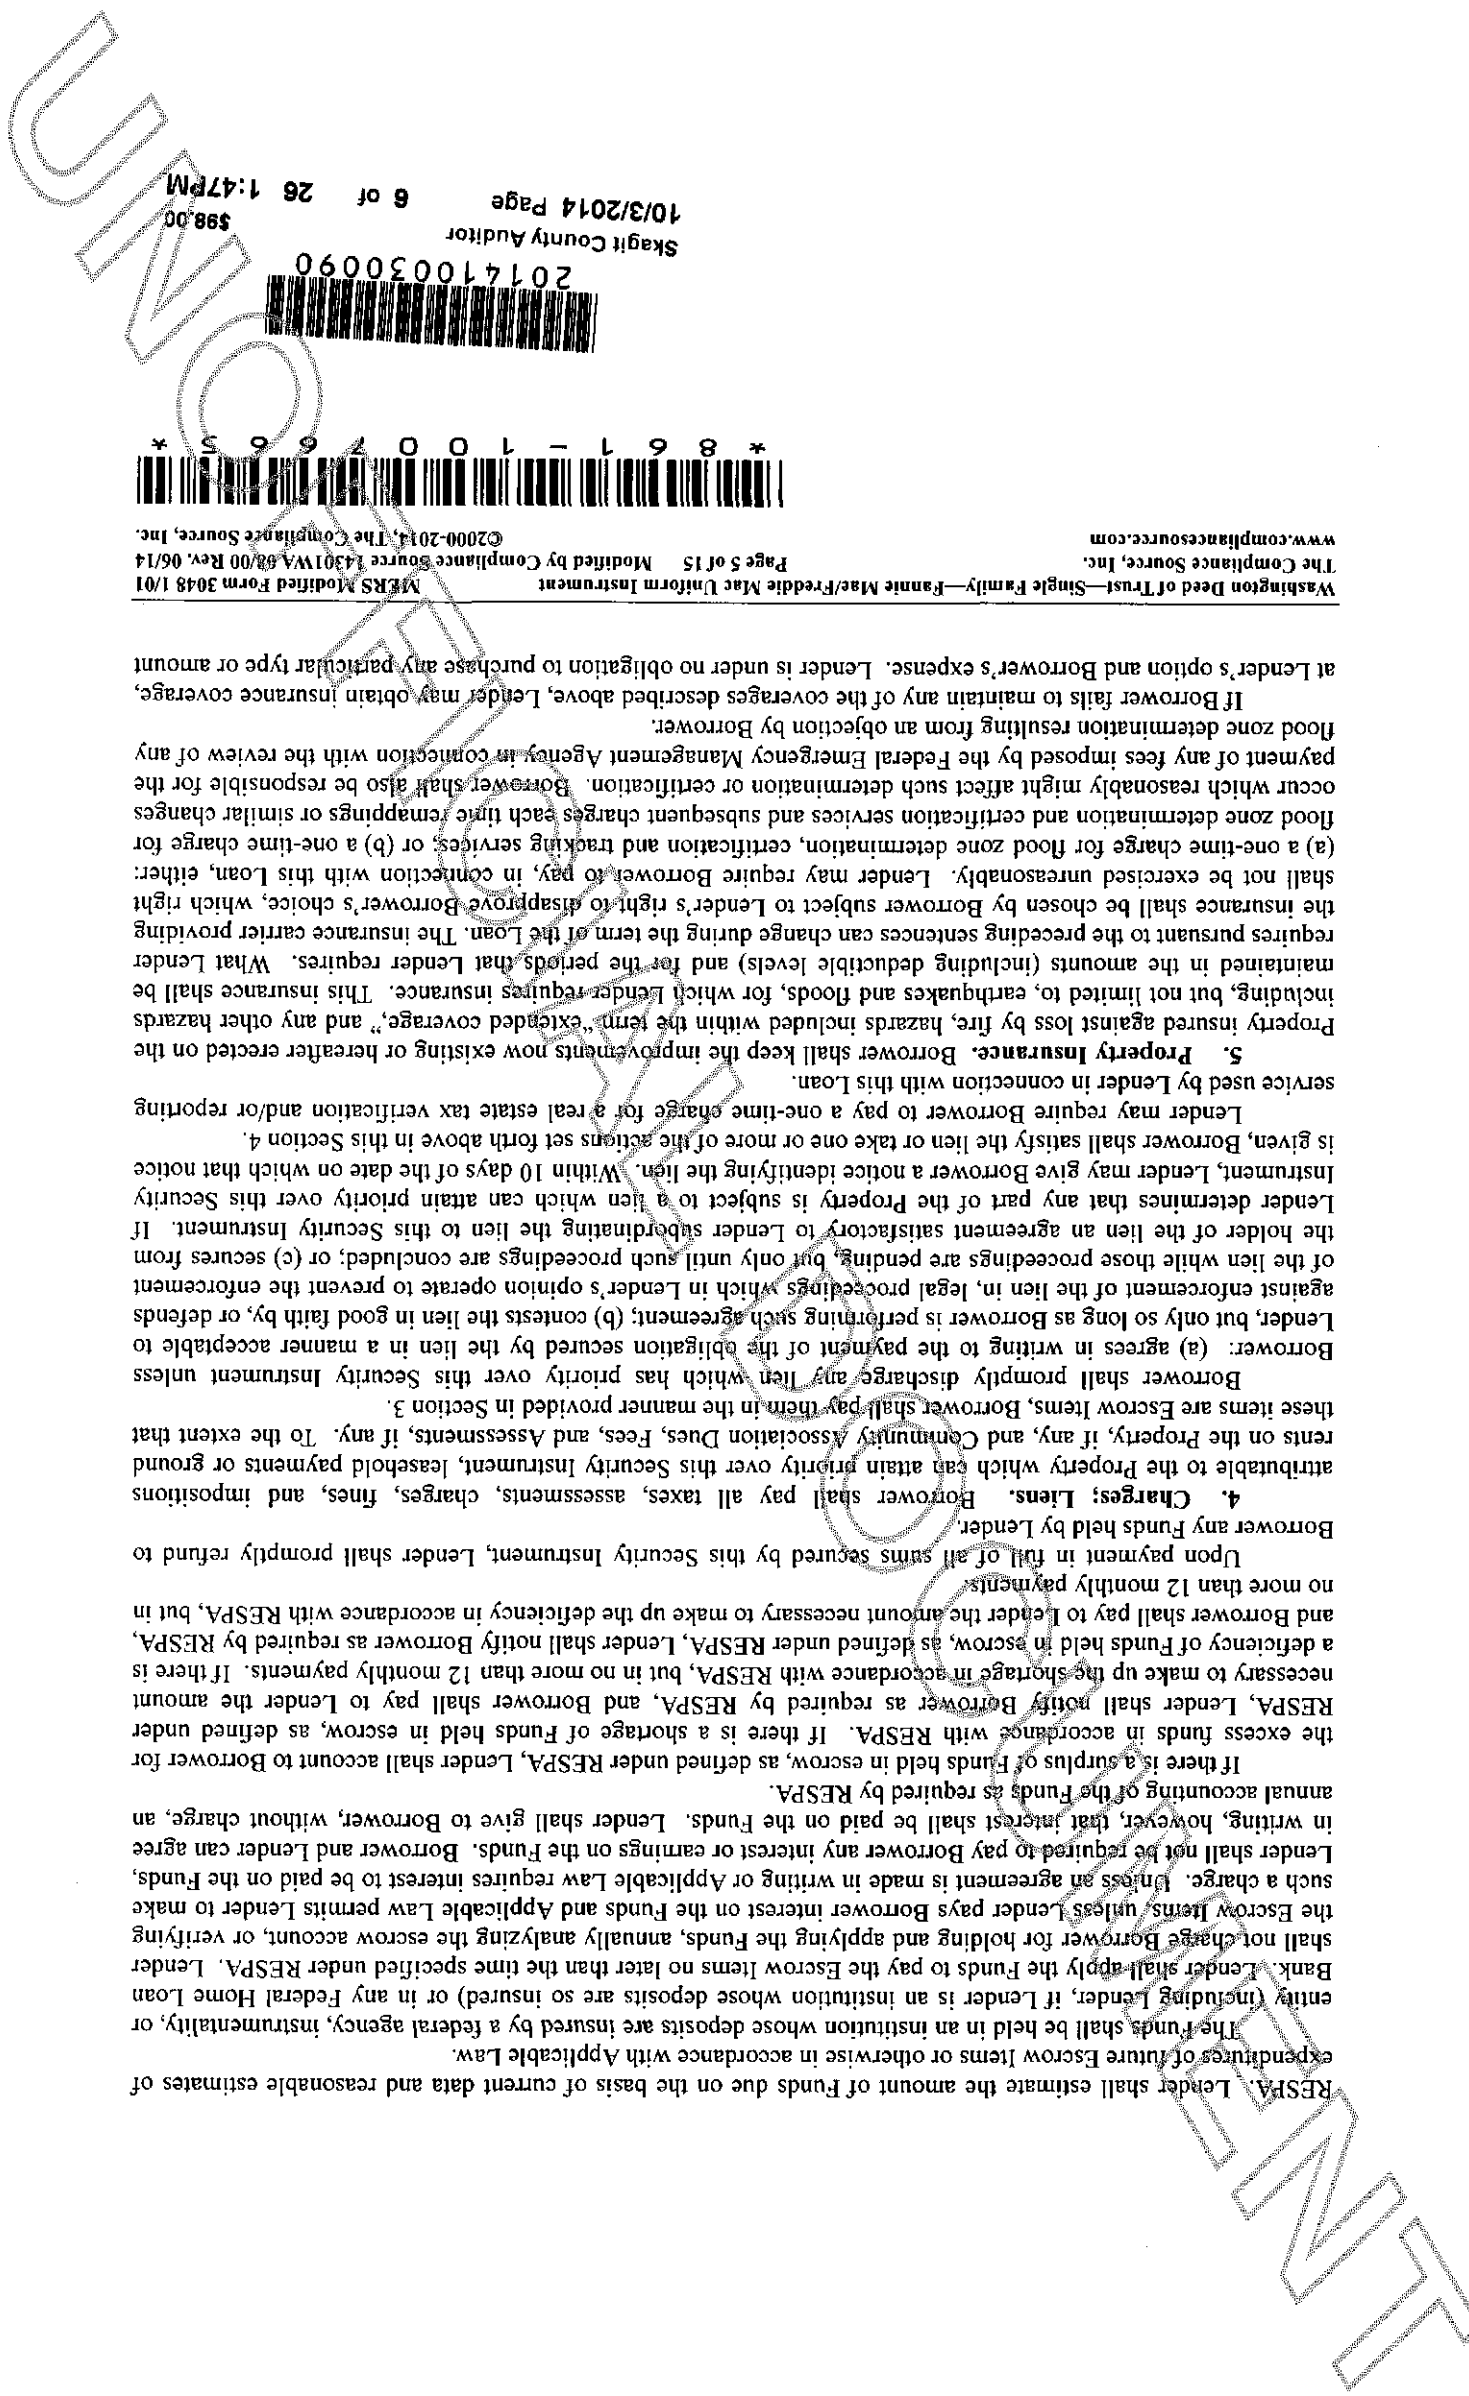 RESPA. Lender shall estimate the amount of Funds due on the basis of current data and reasonable estimates of
expenditures of future Escrow Items or otherwise in accordance with Applicable Law.
The Funds shall be held in an institution whose deposits are insured by a federal agency, instrumentality, or
entity (including Lender, if Lender is an institution whose deposits are so insured) or in any Federal Home Loan
Bank. Lender shall apply the Funds to pay the Escrow Items no later than the time specified under RESPA. Lender
shall not charge Borrower for holding and applying the Funds, annually analyzing the escrow account, or verifying
the Escrow Items, unless Lender pays Borrower interest on the Funds and Applicable Law permits Lender to make
such a charge. Unless an agreement is made in writing or Applicable Law requires interest to be paid on the Funds,
Lender shall not be required to pay Borrower any interest or earnings on the Funds. Borrower and Lender can agree
in writing, however, that interest shall be paid on the Funds. Lender shall give to Borrower, without charge, an
annual accounting of the Funds as required by RESPA.
If there is a surplus of Funds held in escrow, as defined under RESPA, Lender shall account to Borrower for
the excess funds in accordance with RESPA. If there is a shortage of Funds held in escrow, as defined under
RESPA, Lender shall notify Borrower as required by RESPA, and Borrower shall pay to Lender the amount
necessary to make up the shortage in accordance with RESPA, but in no more than 12 monthly payments. If there is
a deficiency of Funds held in escrow, as defined under RESPA, Lender shall notify Borrower as required by RESPA,
and Borrower shall pay to Lender the amount necessary to make up the deficiency in accordance with RESPA, but in
no more than 12 monthly payments.
Upon payment in full of all sums secured by this Security Instrument, Lender shall promptly refund to
Borrower any Funds held by Lender.
4. Charges; Liens. Borrower shall pay all taxes, assessments, charges, fines, and impositions
attributable to the Property which can attain priority over this Security Instrument, leasehold payments or ground
rents on the Property, if any, and Community Association Dues, Fees, and Assessments, if any. To the extent that
these items are Escrow Items, Borrower shall pay them in the manner provided in Section 3.
Borrower shall promptly discharge any lien which has priority over this Security Instrument unless
Borrower: (a) agrees in writing to the payment of the obligation secured by the lien in a manner acceptable to
Lender, but only so long as Borrower is performing such agreement; (b) contests the lien in good faith by, or defends
against enforcement of the lien in, legal proceedings which in Lender's opinion operate to prevent the enforcement
of the lien while those proceedings are pending, but only until such proceedings are concluded; or (c) secures from
the holder of the lien an agreement satisfactory to Lender subordinating the lien to this Security Instrument. If
Lender determines that any part of the Property is subject to a lien which can attain priority over this Security
Instrument, Lender may give Borrower a notice identifying the lien. Within 10 days of the date on which that notice
is given, Borrower shall satisfy the lien or take one or more of the actions set forth above in this Section 4.
Lender may require Borrower to pay a one-time charge for a real estate tax verification and/or reporting
service used by Lender in connection with this Loan.
5. Property Insurance. Borrower shall keep the improvements now existing or hereafter erected on the
Property insured against loss by fire, hazards included within the term "extended coverage," and any other hazards
including, but not limited to, earthquakes and floods, for which Lender requires insurance. This insurance shall be
maintained in the amounts (including deductible levels) and for the periods that Lender requires. What Lender
requires pursuant to the preceding sentences can change during the term of the Loan. The insurance carrier providing
the insurance shall be chosen by Borrower subject to Lender's right to disapprove Borrower's choice, which right
shall not be exercised unreasonably. Lender may require Borrower to pay, in connection with this Loan, either:
(a) a one-time charge for flood zone determination, certification and tracking services; or (b) a one-time charge for
flood zone determination and certification services and subsequent charges each time remappings or similar changes
occur which reasonably might affect such determination or certification. Borrower shall also be responsible for the
payment of any fees imposed by the Federal Emergency Management Agency in connection with the review of any
flood zone determination resulting from an objection by Borrower.
If Borrower fails to maintain any of the coverages described above, Lender may obtain insurance coverage,
at Lender's option and Borrower's expense. Lender is under no obligation to purchase any particular type or amount
Washington Deed of Trust—Single Family—Fannie Mae/Freddie Mac Uniform Instrument MERS Modified Form 3048 1/01
The Compliance Source, Inc. Page 5 of 15 Modified by Compliance Source 14301WA 08/00 Rev. 06/14
www.compliancesource.com ©2000-2014, The Compliance Source, Inc.
*861-1007665*
201410030090
Skagit County Auditor $98.00
10/3/2014 Page 6 of 26 1:47PM
UNOFFICIAL DOCUMENT